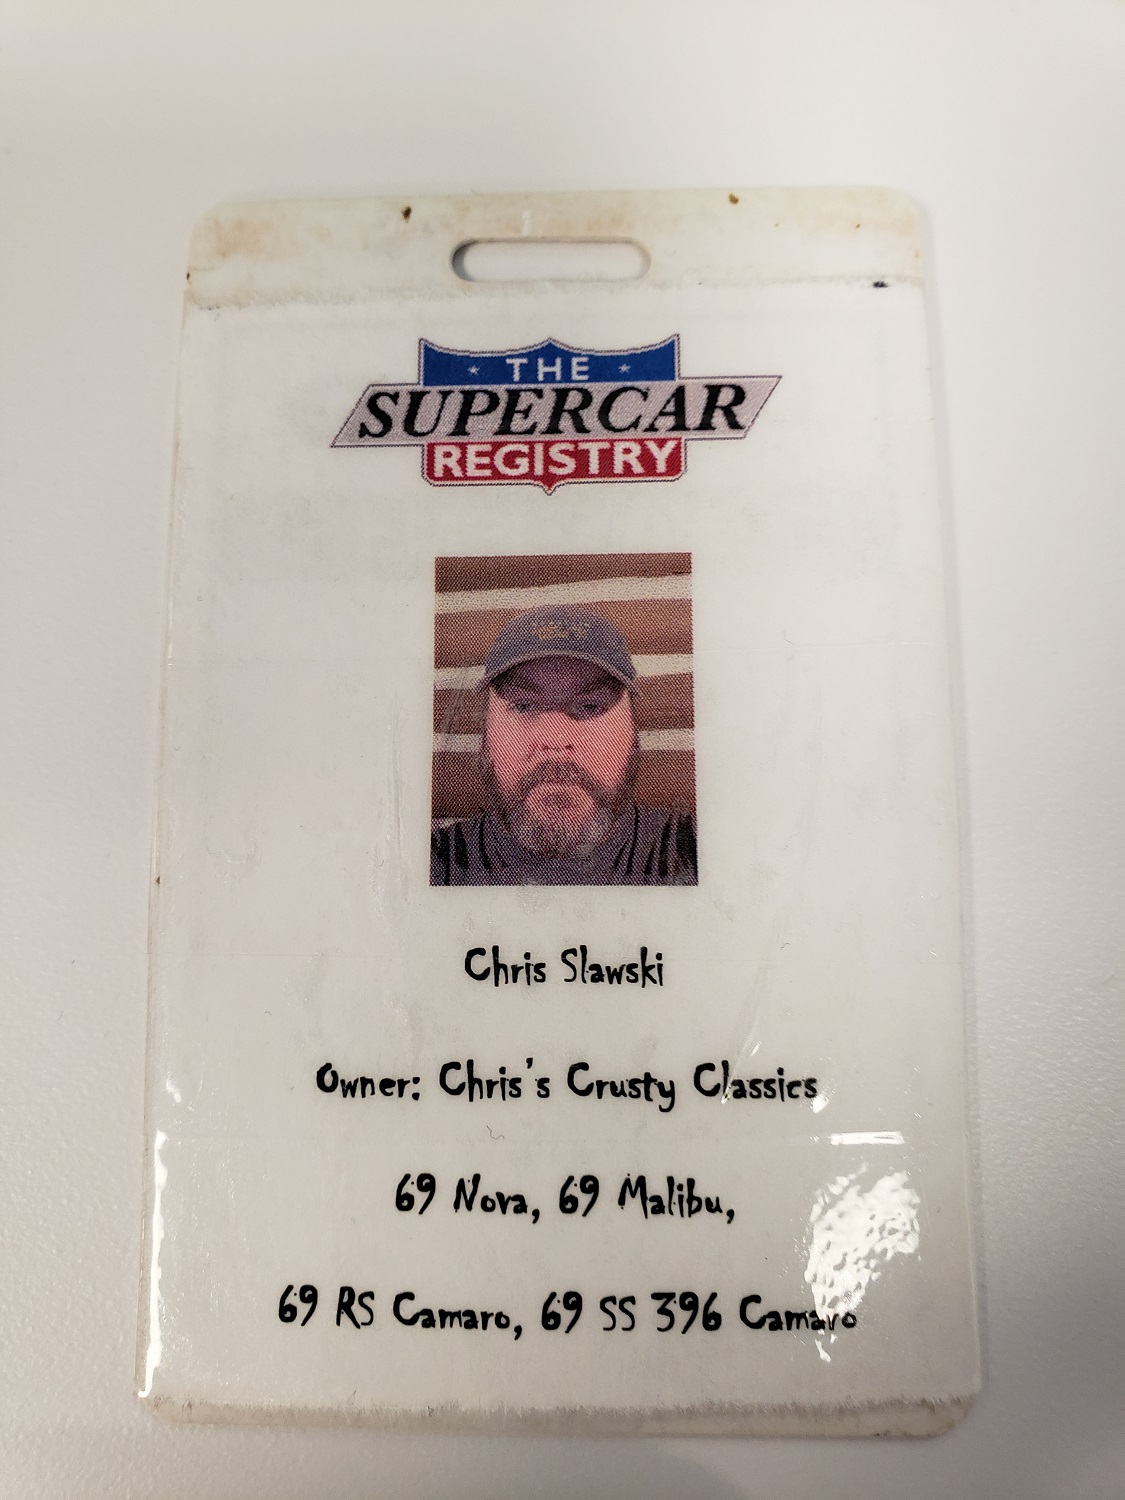 THE
SUPERCAR
REGISTRY
Chris Slawski
Owner: Chris's Crusty Classics
69 Nova, 69 Malibu,
69 RS Camaro, 69 SS 396 Camaro